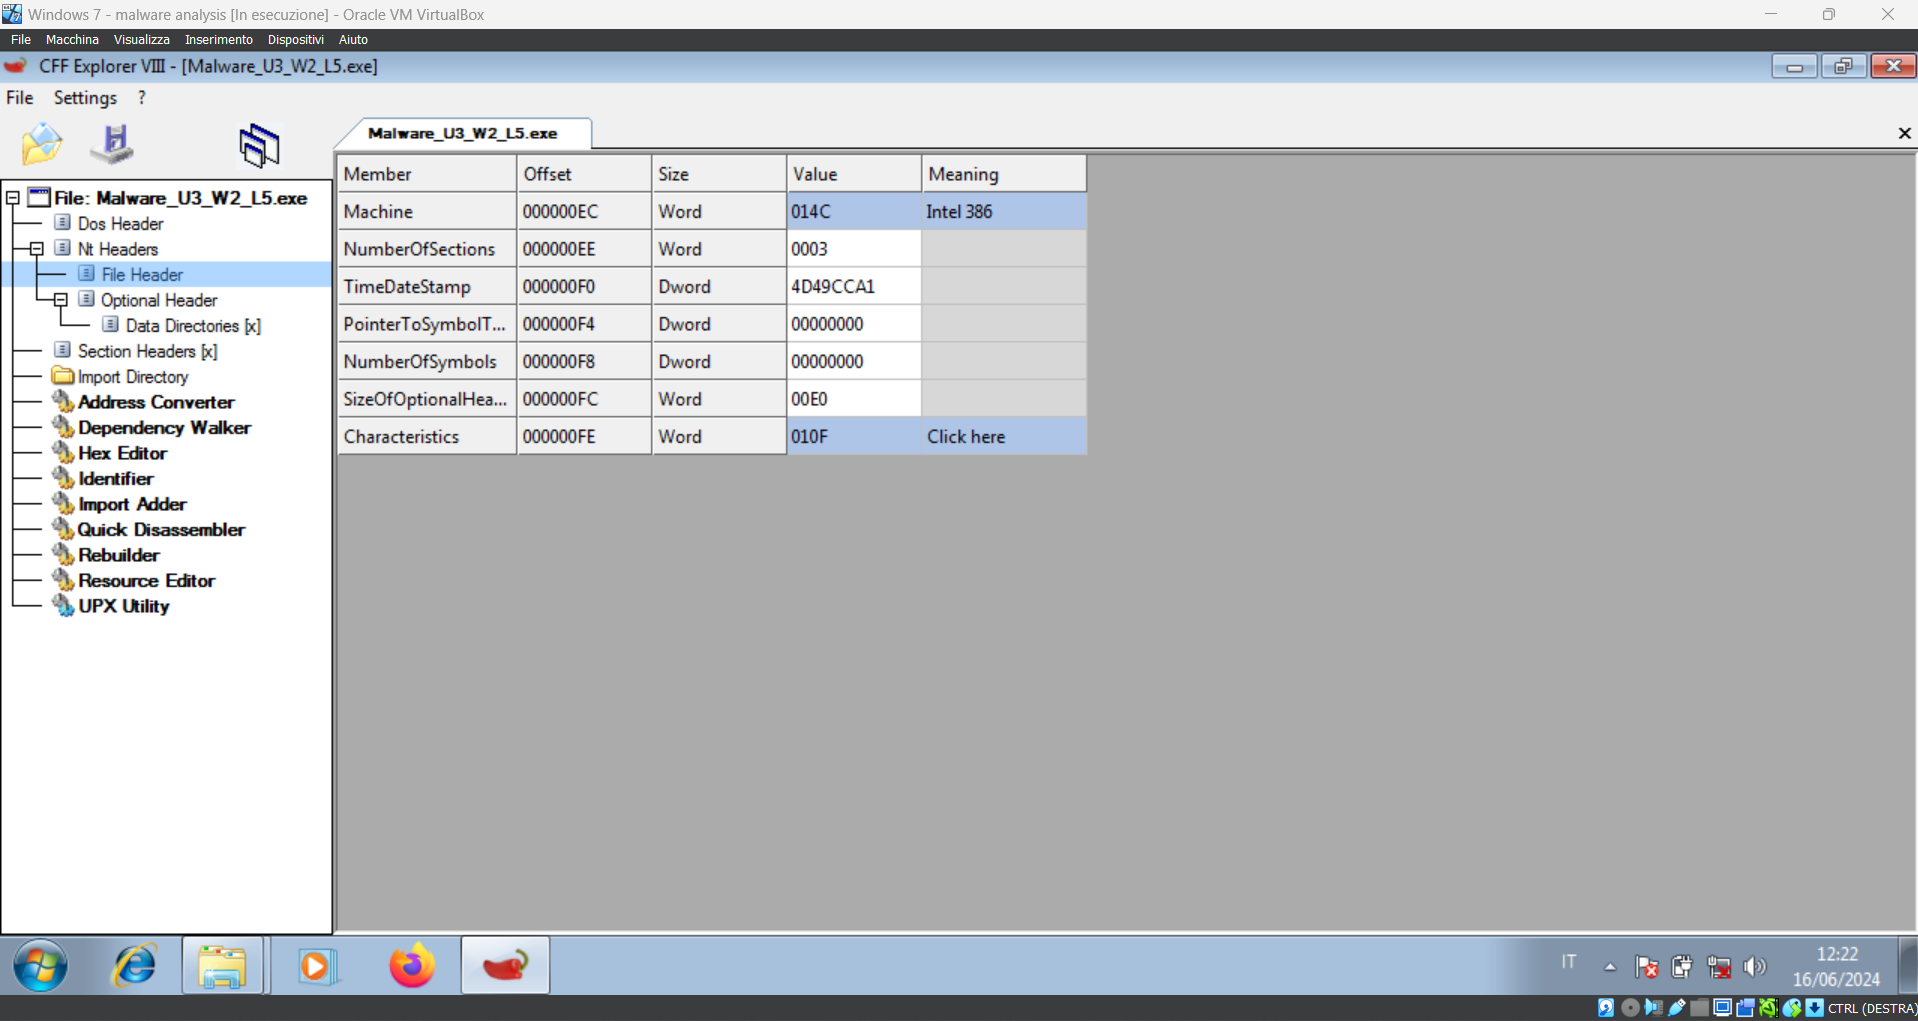 Windows 7 - malware analysis [In esecuzione] - Oracle VM VirtualBox
File Macchina Visualizza Inserimento Dispositivi Aiuto
CFF Explorer VIII - [Malware_U3_W2_L5.exe]
File Settings ?
Malware_U3_W2_L5.exe
File: Malware_U3_W2_L5.exe
Dos Header
Nt Headers
File Header
Optional Header
Data Directories [x]
Section Headers [x]
Import Directory
Address Converter
Dependency Walker
Hex Editor
Identifier
Import Adder
Quick Disassembler
Rebuilder
Resource Editor
UPX Utility
Member Offset Size Value Meaning
Machine 000000EC Word 014C Intel 386
NumberOfSections 000000EE Word 0003
TimeDateStamp 000000F0 Dword 4D49CCA1
PointerToSymbolT... 000000F4 Dword 00000000
NumberOfSymbols 000000F8 Dword 00000000
SizeOfOptionalHea... 000000FC Word 00E0
Characteristics 000000FE Word 010F Click here
IT
12:22
16/06/2024
CTRL (DESTRA)